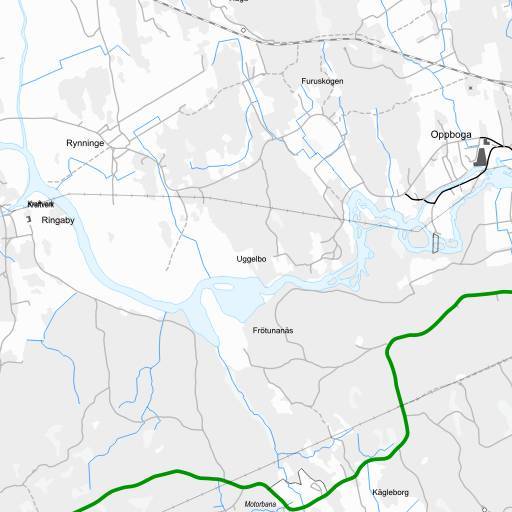 Furuskogen
Oppboga
Rynninge
Kraftverk
Ringaby
Uggelbo
Frötunanäs
Kägleborg
Motorbana